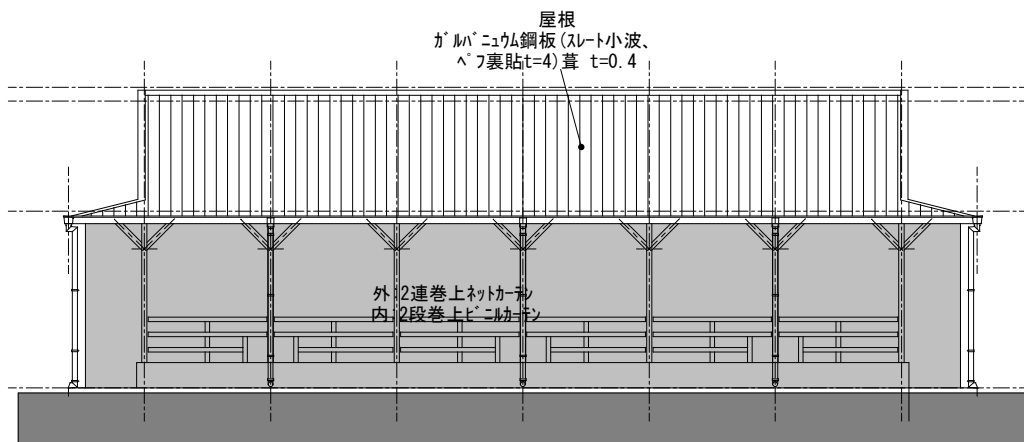 屋根
ｶﾞﾙﾊﾞﾆｭｳﾑ鋼板(ｽﾚｰﾄ小波、
ﾍﾟﾌ裏貼t=4)葺 t=0.4
外:2連巻上ﾈｯﾄｶｰﾃﾝ
内:2段巻上ﾋﾞﾆﾙｶｰﾃﾝ